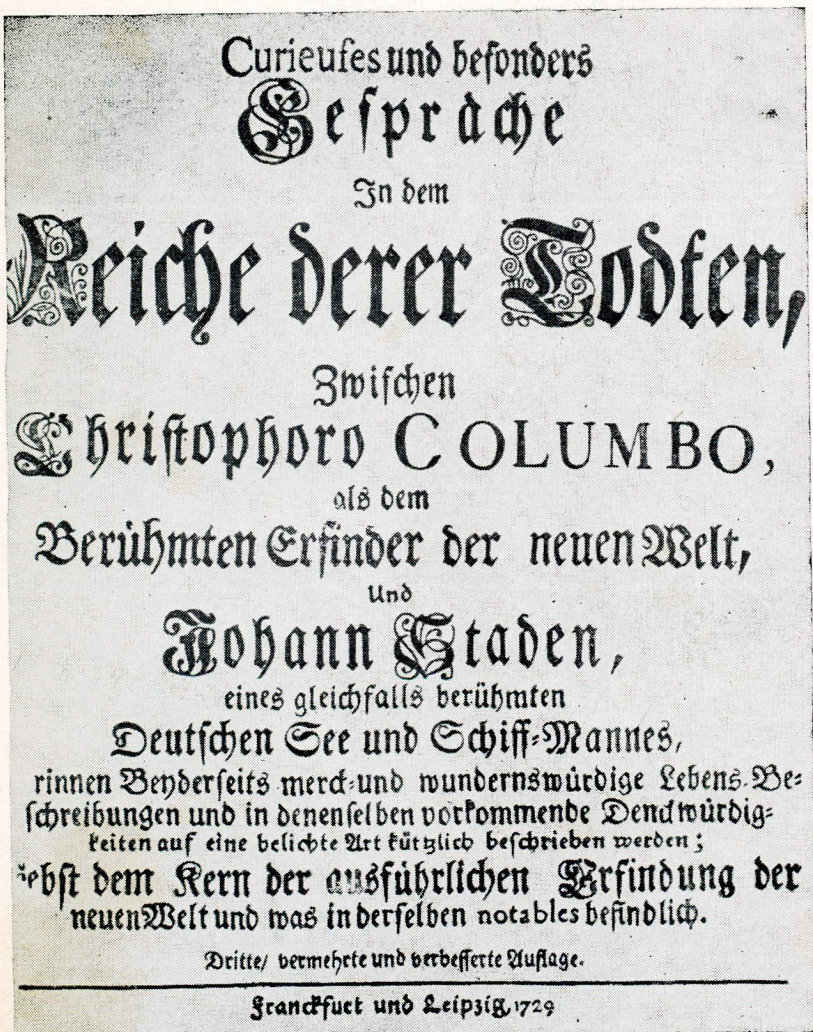 Curieuses und besonders
Gespräche
In dem
Reiche derer Todten,
Zwischen
Christophoro COLUMBO,
als dem
Berühmten Erfinder der neuen Welt,
Und
Johann Staden,
eines gleichfalls berühmten
Deutschen See und Schiff-Mannes,
rinnen Beyderseits merck-und wundernswürdige Lebens-Be-
schreibungen und in denenselben vorkommende Denckwürdig-
keiten auf eine beliebte Art kützlich beschrieben werden;
ebst dem Kern der ausführlichen Erfindung der
neuen Welt und was in derselben notables befindlich.
Dritte/ vermehrte und verbesserte Auflage.
Franckfuet und Leipzig, 1729